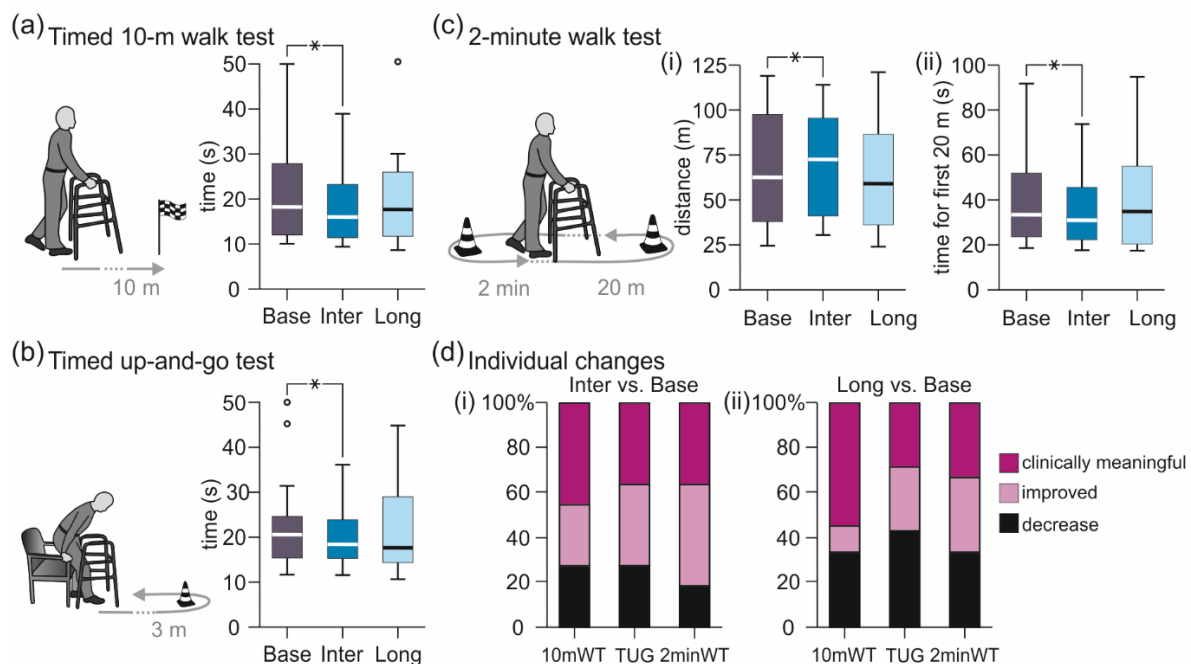 (a) Timed 10-m walk test
time (s)
50
40
30
20
10
0
Base Inter Long
10 m
(b) Timed up-and-go test
time (s)
50
40
30
20
10
0
Base Inter Long
3 m
(c) 2-minute walk test
2 min 20 m
(i)
distance (m)
125
100
75
50
25
0
Base Inter Long
(ii)
time for first 20 m (s)
100
80
60
40
20
0
Base Inter Long
(d) Individual changes
Inter vs. Base
(i)
100%
80
60
40
20
0
10mWT TUG 2minWT
Long vs. Base
(ii)
100%
80
60
40
20
0
10mWT TUG 2minWT
clinically meaningful
improved
decrease